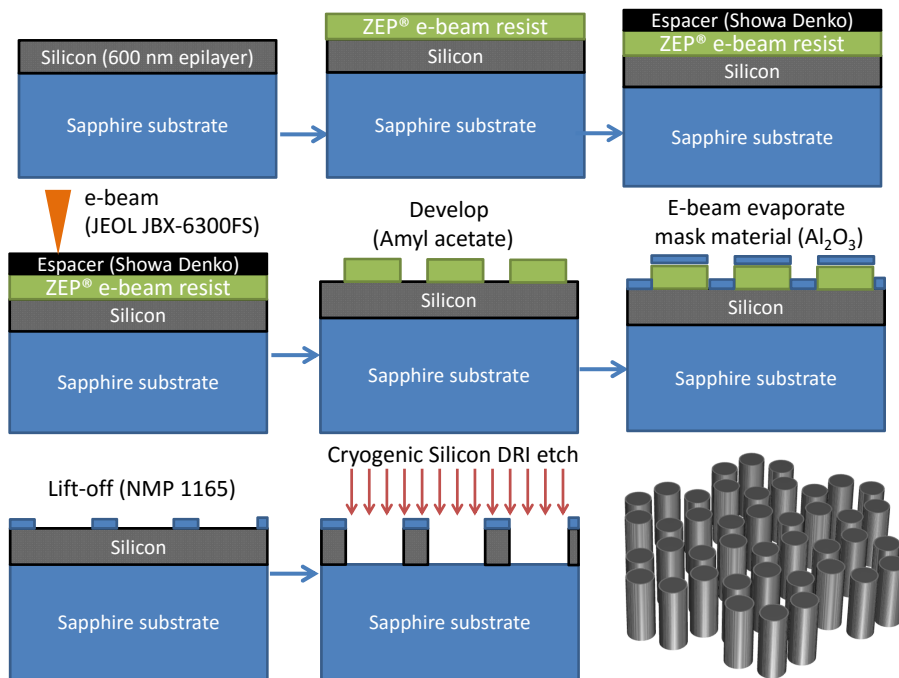 Silicon (600 nm epilayer)
Sapphire substrate
ZEP® e-beam resist
Silicon
Sapphire substrate
Espacer (Showa Denko)
ZEP® e-beam resist
Silicon
Sapphire substrate
e-beam
(JEOL JBX-6300FS)
Espacer (Showa Denko)
ZEP® e-beam resist
Silicon
Sapphire substrate
Develop
(Amyl acetate)
Silicon
Sapphire substrate
E-beam evaporate
mask material (Al₂O₃)
Silicon
Sapphire substrate
Lift-off (NMP 1165)
Silicon
Sapphire substrate
Cryogenic Silicon DRI etch
Sapphire substrate